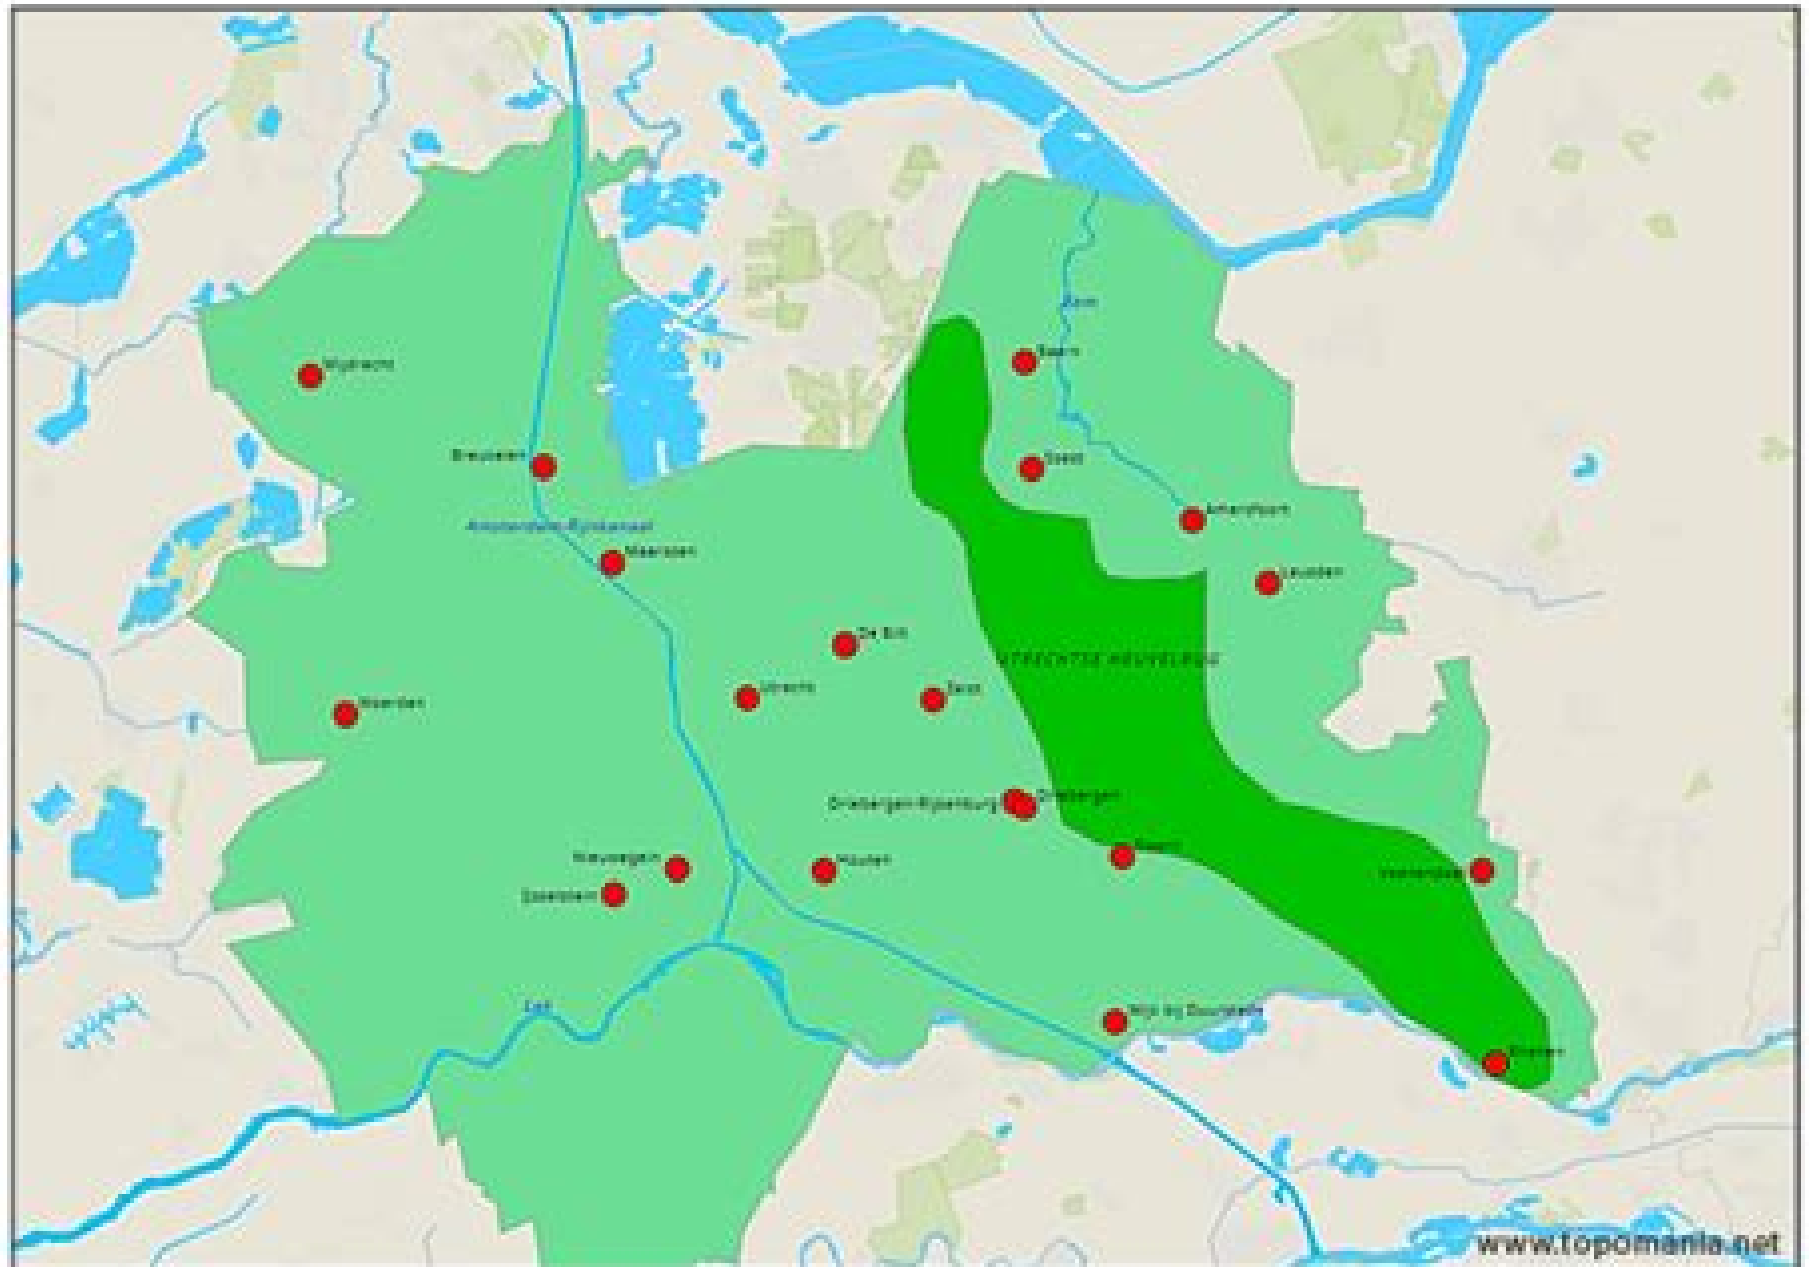 Eem
Baarn
Mijdrecht
Breukelen
Soest
Amersfoort
Amsterdam-Rijnkanaal
Maarssen
Leusden
De Bilt
UTRECHTSE HEUVELRUG
Utrecht
Zeist
Woerden
Driebergen-Rijsenburg
Driebergen
Doorn
Nieuwegein
Houten
Veenendaal
IJsselstein
Lek
Wijk bij Duurstede
Rhenen
www.topomania.net